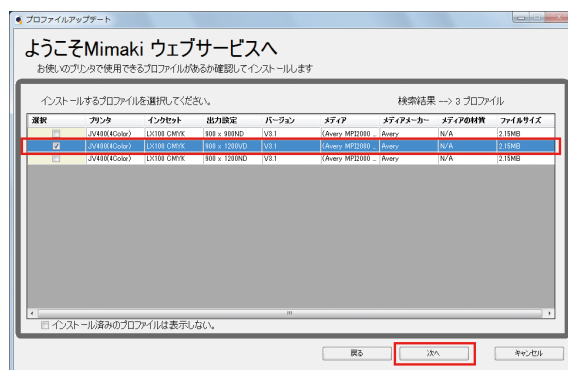 プロファイルアップデート
ようこそMimaki ウェブサービスへ
お使いのプリンタで使用できるプロファイルがあるか確認してインストールします
インストールするプロファイルを選択してください。 検索結果 ---> 3 プロファイル
選択 プリンタ インクセット 出力設定 バージョン メディア メディアメーカー メディアの材質 ファイルサイズ
JV400(4Color) LX100 CMYK 900 x 900ND V3.1 (Avery MPI2000 ... Avery N/A 2.15MB
JV400(4Color) LX100 CMYK 900 x 1200VD V3.1 (Avery MPI2000 ... Avery N/A 2.15MB
JV400(4Color) LX100 CMYK 900 x 1200ND V3.1 (Avery MPI2000 ... Avery N/A 2.15MB
インストール済みのプロファイルは表示しない。
戻る 次へ キャンセル